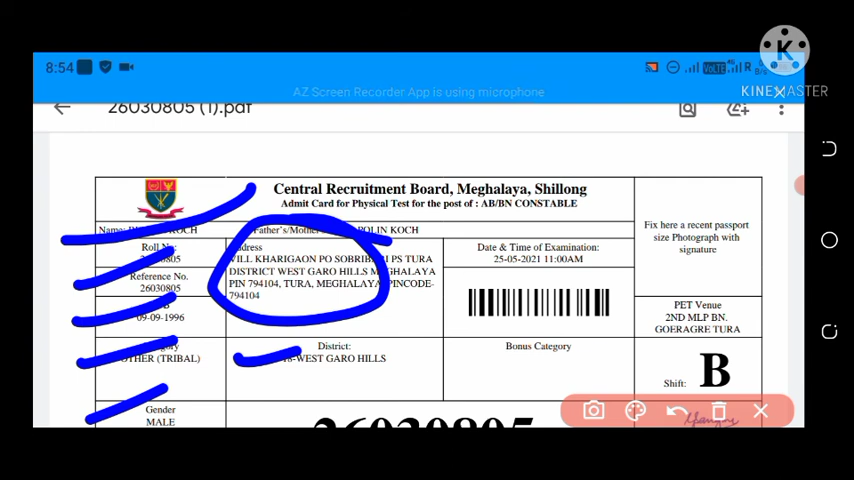 8:54
VoLTE
4G
R
B/s
KINEMASTER
AZ Screen Recorder App is using microphone
26030805 (1).pdf
Central Recruitment Board, Meghalaya, Shillong
Admit Card for Physical Test for the post of : AB/BN CONSTABLE
Name: KOCH
Father's/Mother POLIN KOCH
Fix here a recent passport
size Photograph with
signature
Roll No:
26030805
Address
VILL KHARIGAON PO PS TURA
DISTRICT WEST GARO HILLS MEGHALAYA
PIN 794104, TURA, MEGHALAYA, PINCODE-
794104
Date & Time of Examination:
25-05-2021 11:00AM
Reference No.
26030805
09-09-1996
PET Venue
2ND MLP BN.
GOERAGRE TURA
OTHER (TRIBAL)
District:
-WEST GARO HILLS
Bonus Category
Shift: B
Gender
MALE
26030805